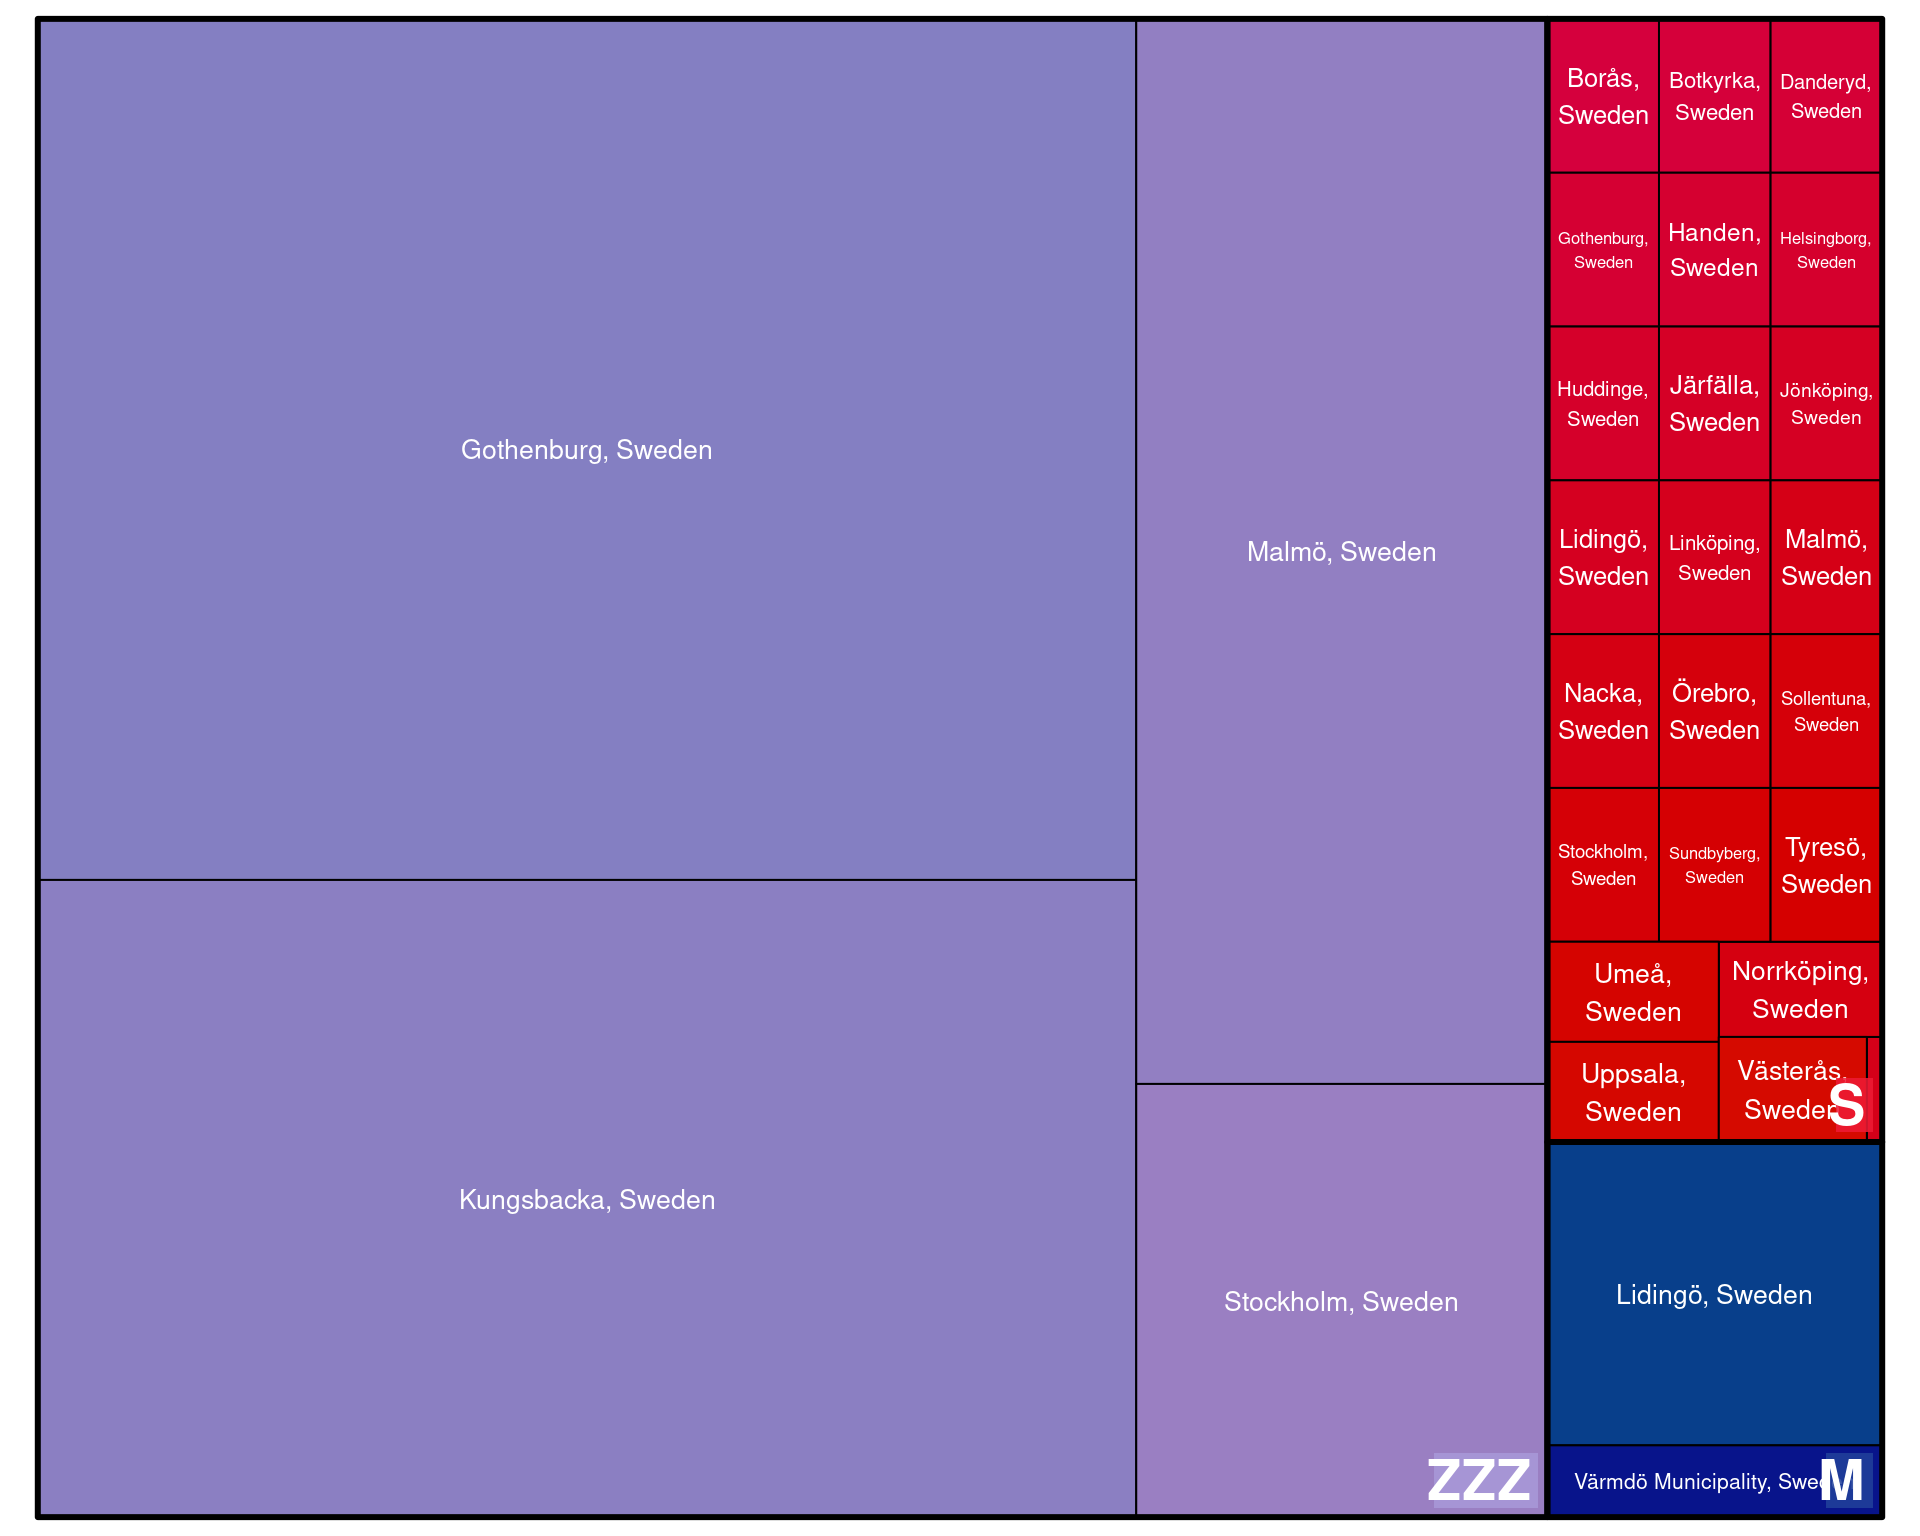 Gothenburg, Sweden
Kungsbacka, Sweden
Malmö, Sweden
Stockholm, Sweden
ZZZ
Borås,
Sweden
Botkyrka,
Sweden
Danderyd,
Sweden
Gothenburg,
Sweden
Handen,
Sweden
Helsingborg,
Sweden
Huddinge,
Sweden
Järfälla,
Sweden
Jönköping,
Sweden
Lidingö,
Sweden
Linköping,
Sweden
Malmö,
Sweden
Nacka,
Sweden
Örebro,
Sweden
Sollentuna,
Sweden
Stockholm,
Sweden
Sundbyberg,
Sweden
Tyresö,
Sweden
Umeå,
Sweden
Norrköping,
Sweden
Uppsala,
Sweden
Västerås,
Sweden
S
Lidingö, Sweden
Värmdö Municipality, Swed
M